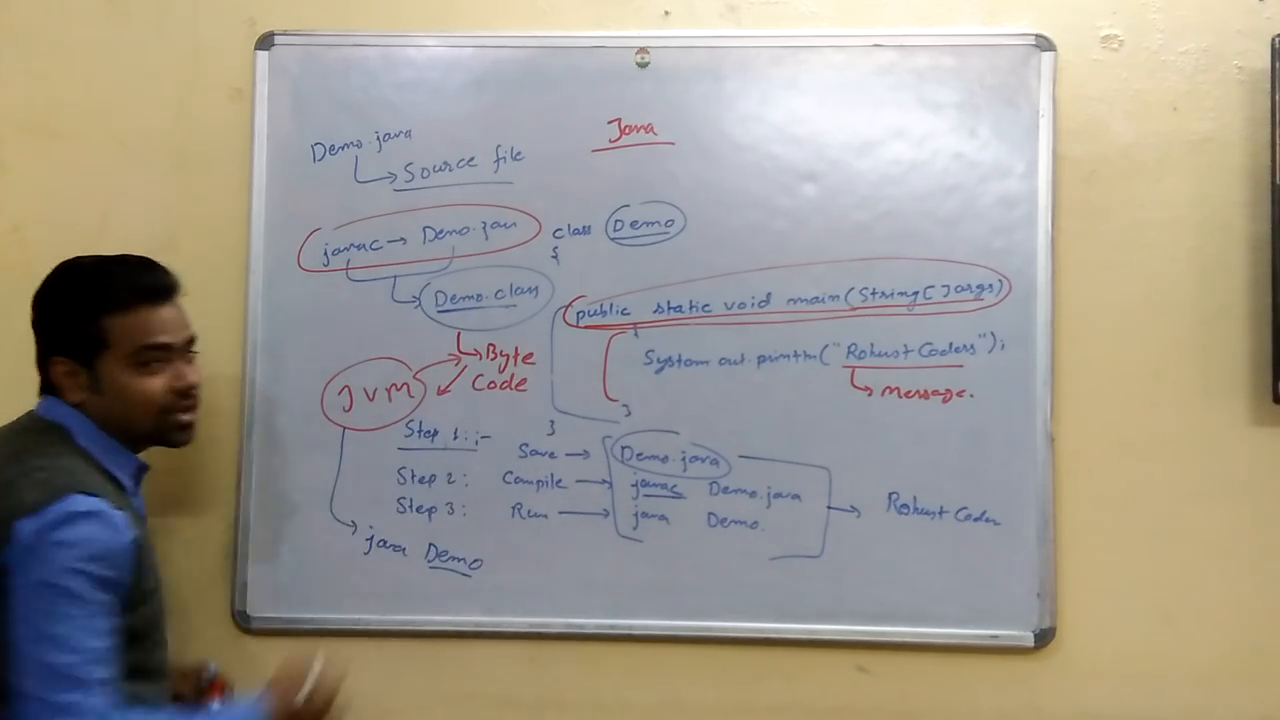 Java
Demo.java
Source file
javac → Demo.java
Demo.class
Byte
Code
JVM
java Demo
class Demo
{
public static void main(String[]args)
{
System.out.println("Robust Coders");
Message.
}
}
Step 1:-
Save → Demo.java
Step 2: Compile → javac Demo.java
Step 3: Run → java Demo.
Robust Coder